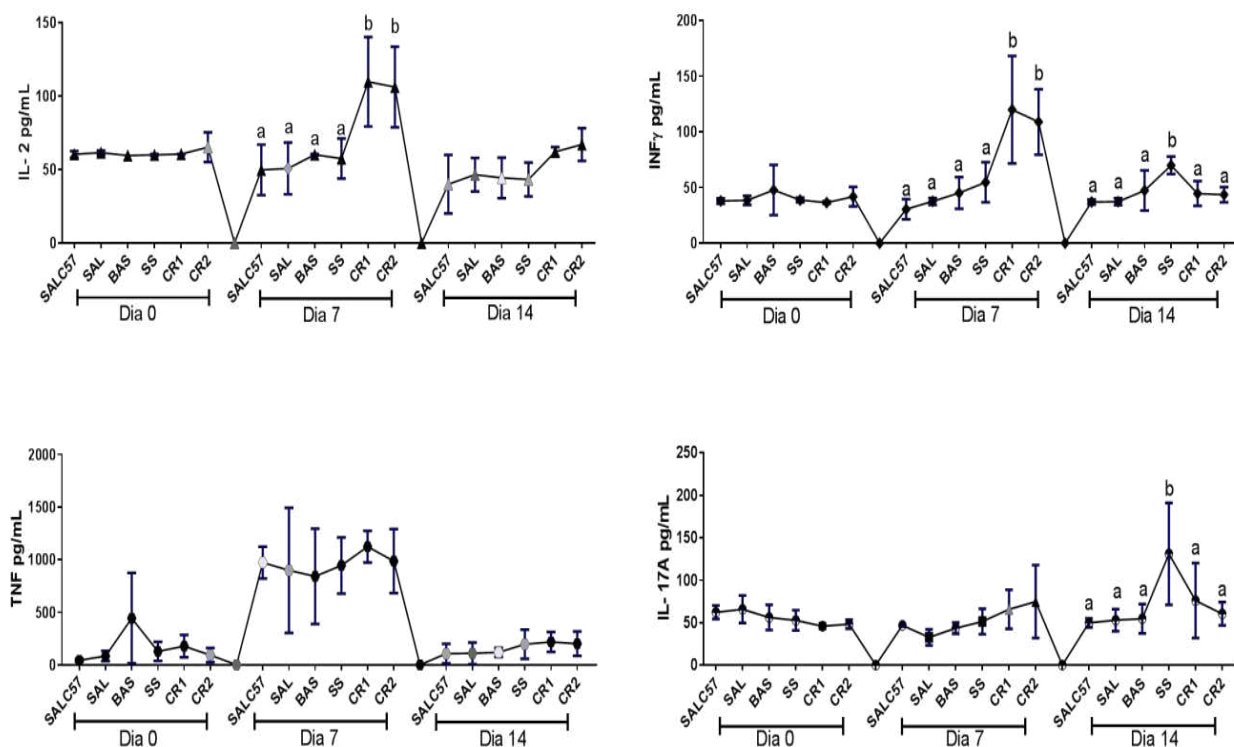 150
100
50
0
IL- 2 pg/mL
a a a a b b
SALC57 SAL BAS SS CR1 CR2 SALC57 SAL BAS SS CR1 CR2 SALC57 SAL BAS SS CR1 CR2
Dia 0 Dia 7 Dia 14
200
150
100
50
0
INFγ pg/mL
a a a a b b a a a b a a
SALC57 SAL BAS SS CR1 CR2 SALC57 SAL BAS SS CR1 CR2 SALC57 SAL BAS SS CR1 CR2
Dia 0 Dia 7 Dia 14
2000
1500
1000
500
0
TNF pg/mL
SALC57 SAL BAS SS CR1 CR2 SALC57 SAL BAS SS CR1 CR2 SALC57 SAL BAS SS CR1 CR2
Dia 0 Dia 7 Dia 14
250
200
150
100
50
0
IL- 17A pg/mL
a a a b a a
SALC57 SAL BAS SS CR1 CR2 SALC57 SAL BAS SS CR1 CR2 SALC57 SAL BAS SS CR1 CR2
Dia 0 Dia 7 Dia 14